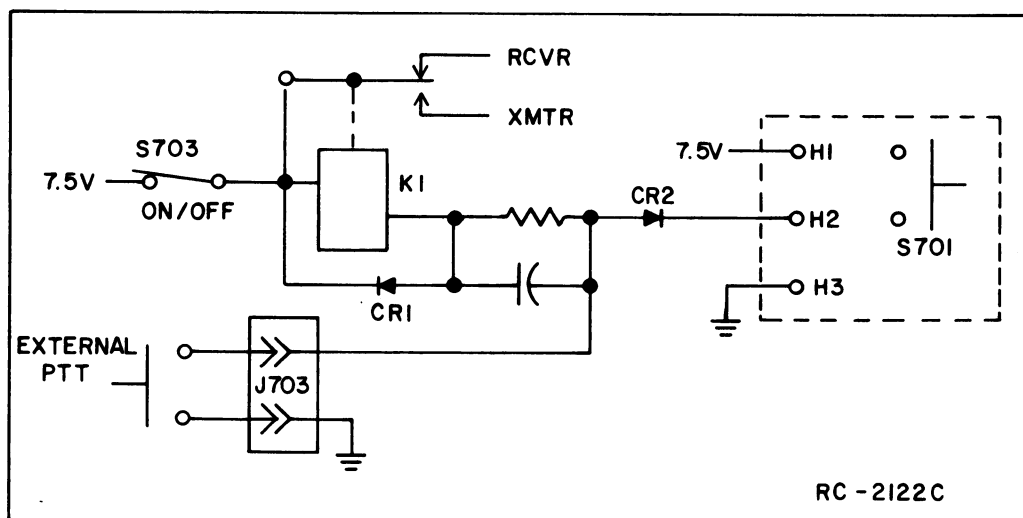 RCVR
XMTR
S703
7.5V
ON/OFF
K1
7.5V
H1
CR2
H2
S701
H3
CR1
EXTERNAL
PTT
J703
RC-2122C